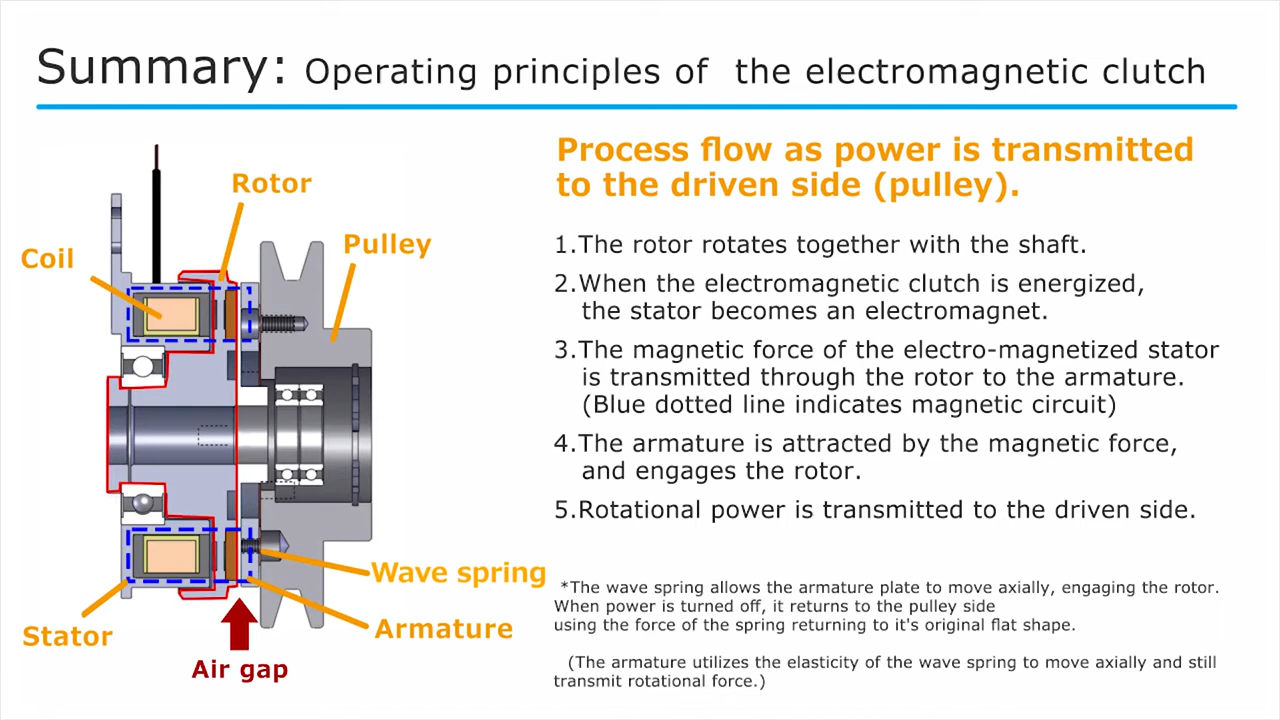 Summary: Operating principles of the electromagnetic clutch
Process flow as power is transmitted
to the driven side (pulley).
1.The rotor rotates together with the shaft.
2.When the electromagnetic clutch is energized,
the stator becomes an electromagnet.
3.The magnetic force of the electro-magnetized stator
is transmitted through the rotor to the armature.
(Blue dotted line indicates magnetic circuit)
4.The armature is attracted by the magnetic force,
and engages the rotor.
5.Rotational power is transmitted to the driven side.
*The wave spring allows the armature plate to move axially, engaging the rotor.
When power is turned off, it returns to the pulley side
using the force of the spring returning to it's original flat shape.
(The armature utilizes the elasticity of the wave spring to move axially and still
transmit rotational force.)
Rotor
Pulley
Coil
Wave spring
Armature
Stator
Air gap